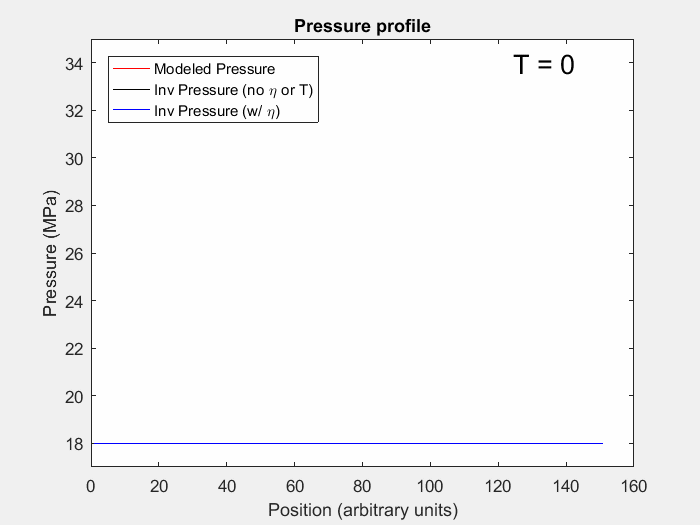 Pressure profile
T = 0
Modeled Pressure
Inv Pressure (no η or T)
Inv Pressure (w/ η)
Pressure (MPa)
34
32
30
28
26
24
22
20
18
0 20 40 60 80 100 120 140 160
Position (arbitrary units)